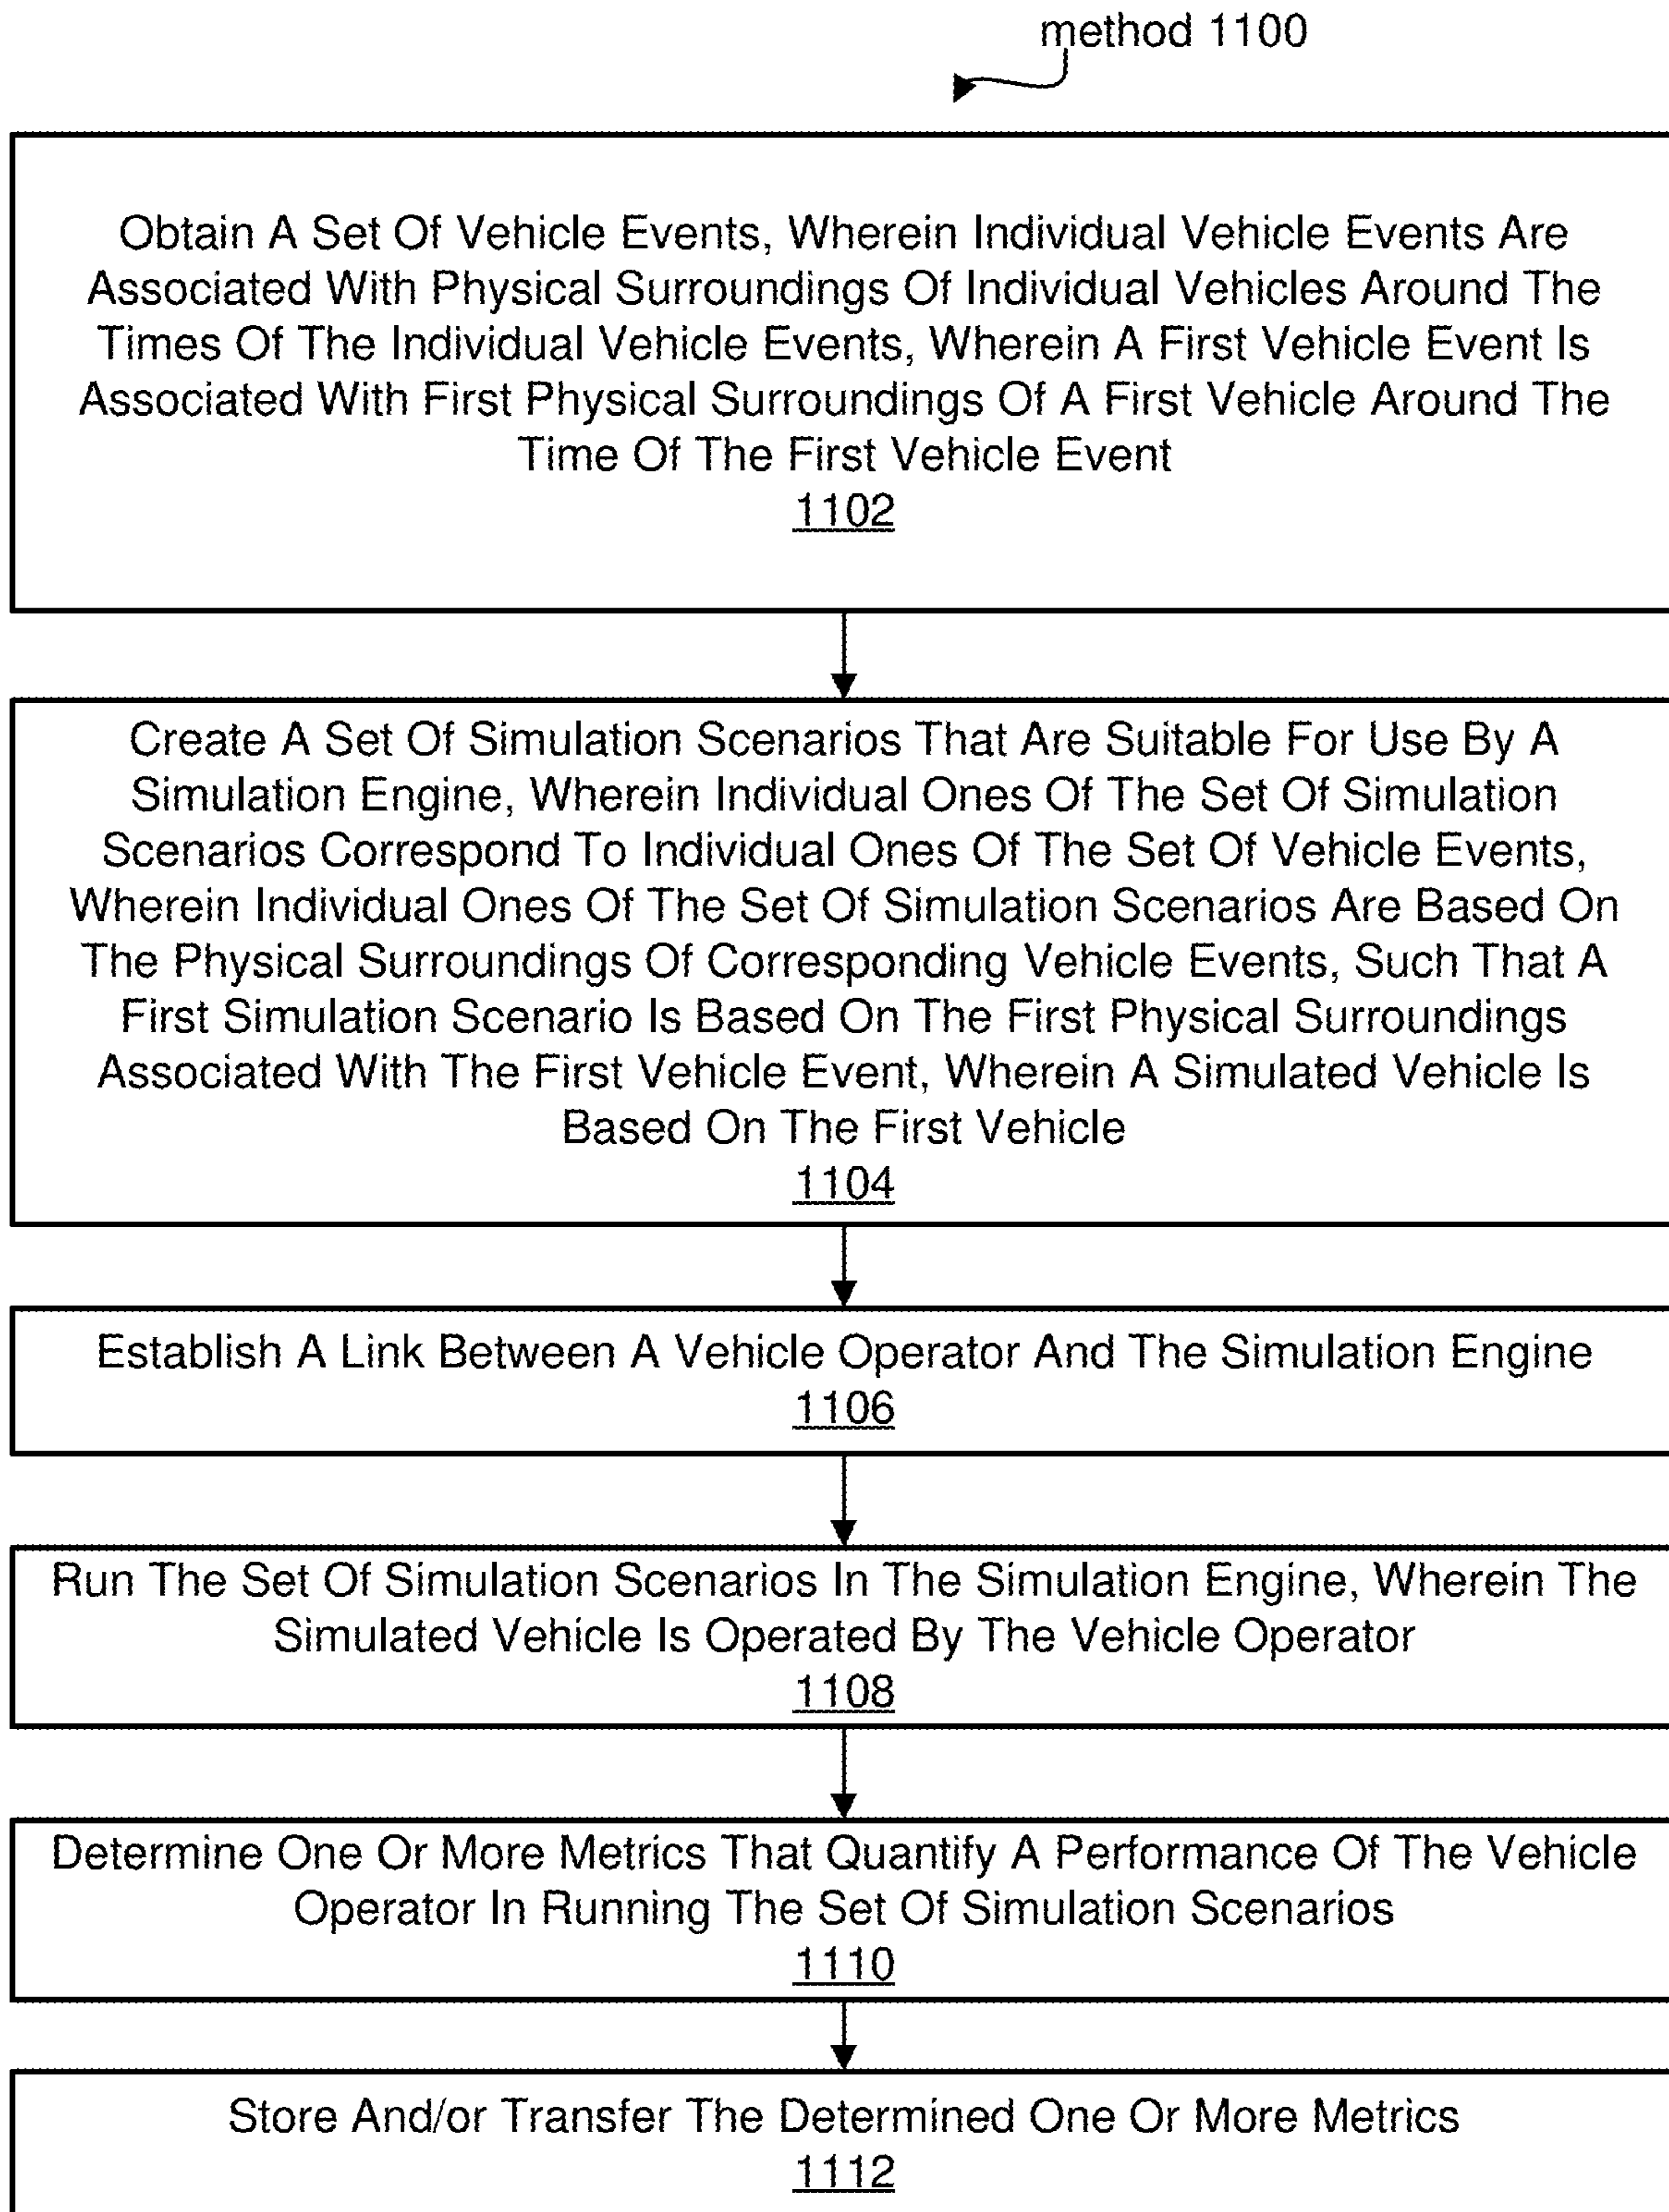 method 1100
Obtain A Set Of Vehicle Events, Wherein Individual Vehicle Events Are
Associated With Physical Surroundings Of Individual Vehicles Around The
Times Of The Individual Vehicle Events, Wherein A First Vehicle Event Is
Associated With First Physical Surroundings Of A First Vehicle Around The
Time Of The First Vehicle Event
1102
Create A Set Of Simulation Scenarios That Are Suitable For Use By A
Simulation Engine, Wherein Individual Ones Of The Set Of Simulation
Scenarios Correspond To Individual Ones Of The Set Of Vehicle Events,
Wherein Individual Ones Of The Set Of Simulation Scenarios Are Based On
The Physical Surroundings Of Corresponding Vehicle Events, Such That A
First Simulation Scenario Is Based On The First Physical Surroundings
Associated With The First Vehicle Event, Wherein A Simulated Vehicle Is
Based On The First Vehicle
1104
Establish A Link Between A Vehicle Operator And The Simulation Engine
1106
Run The Set Of Simulation Scenarios In The Simulation Engine, Wherein The
Simulated Vehicle Is Operated By The Vehicle Operator
1108
Determine One Or More Metrics That Quantify A Performance Of The Vehicle
Operator In Running The Set Of Simulation Scenarios
1110
Store And/or Transfer The Determined One Or More Metrics
1112